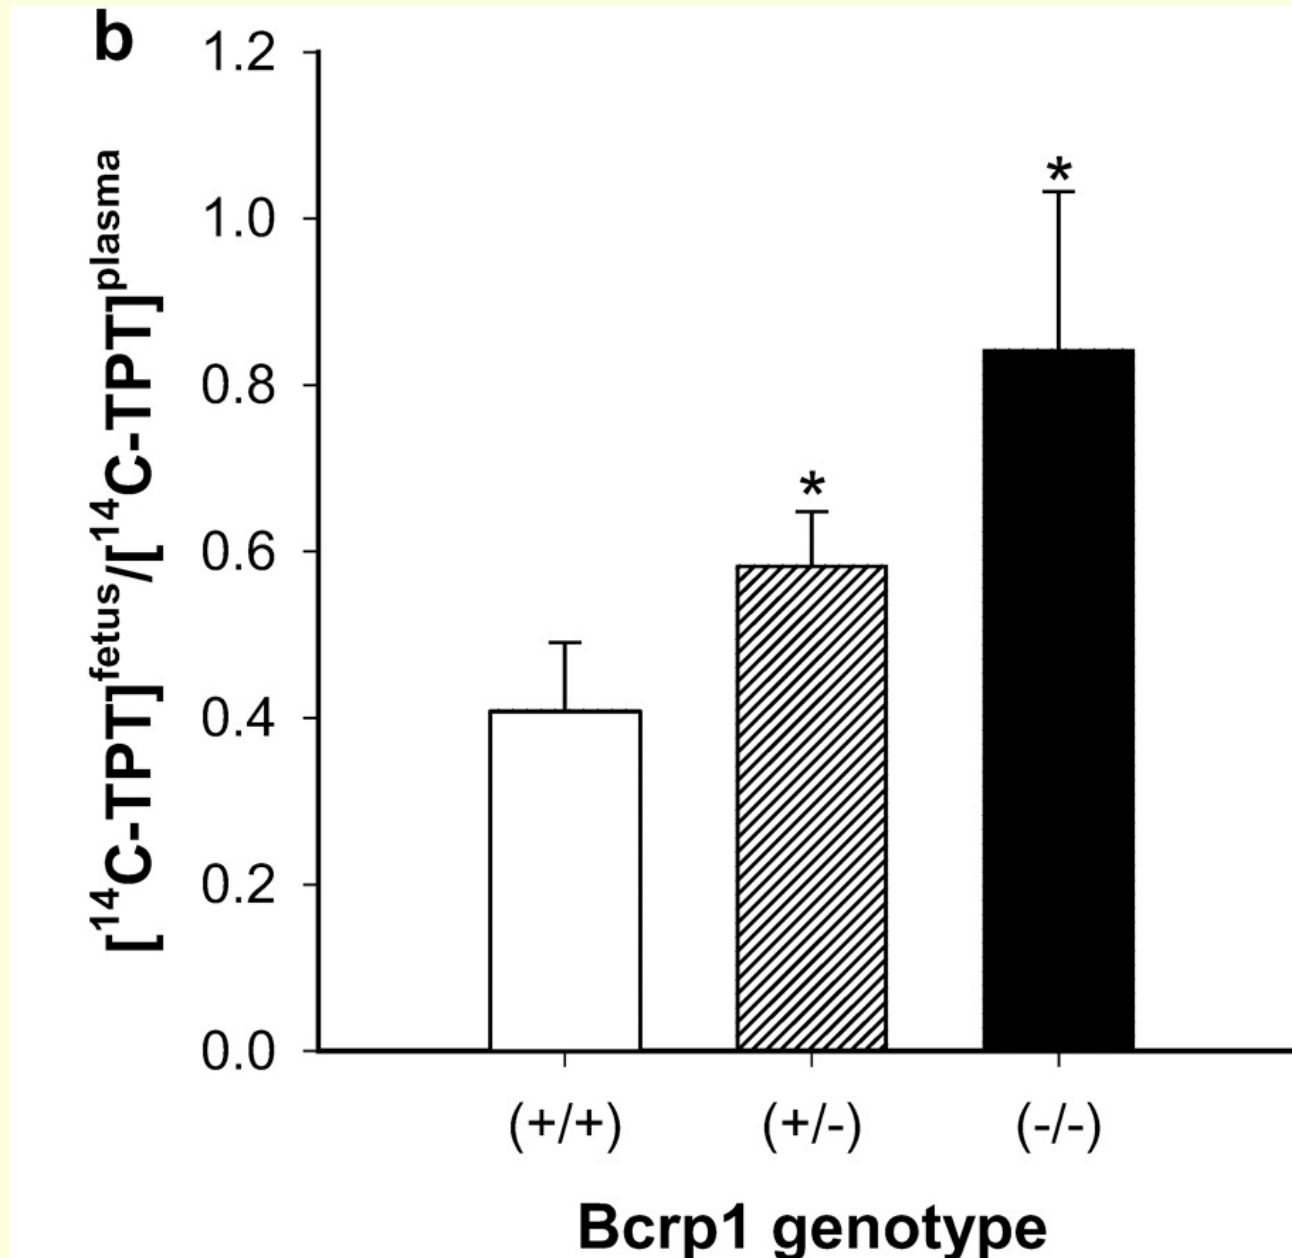 b
1.2
1.0
0.8
0.6
0.4
0.2
0.0
[¹⁴C-TPT]ᶠᵉᵗᵘˢ/[¹⁴C-TPT]ᵖˡᵃˢᵐᵃ
*
*
(+/+) (+/-) (-/-)
Bcrp1 genotype